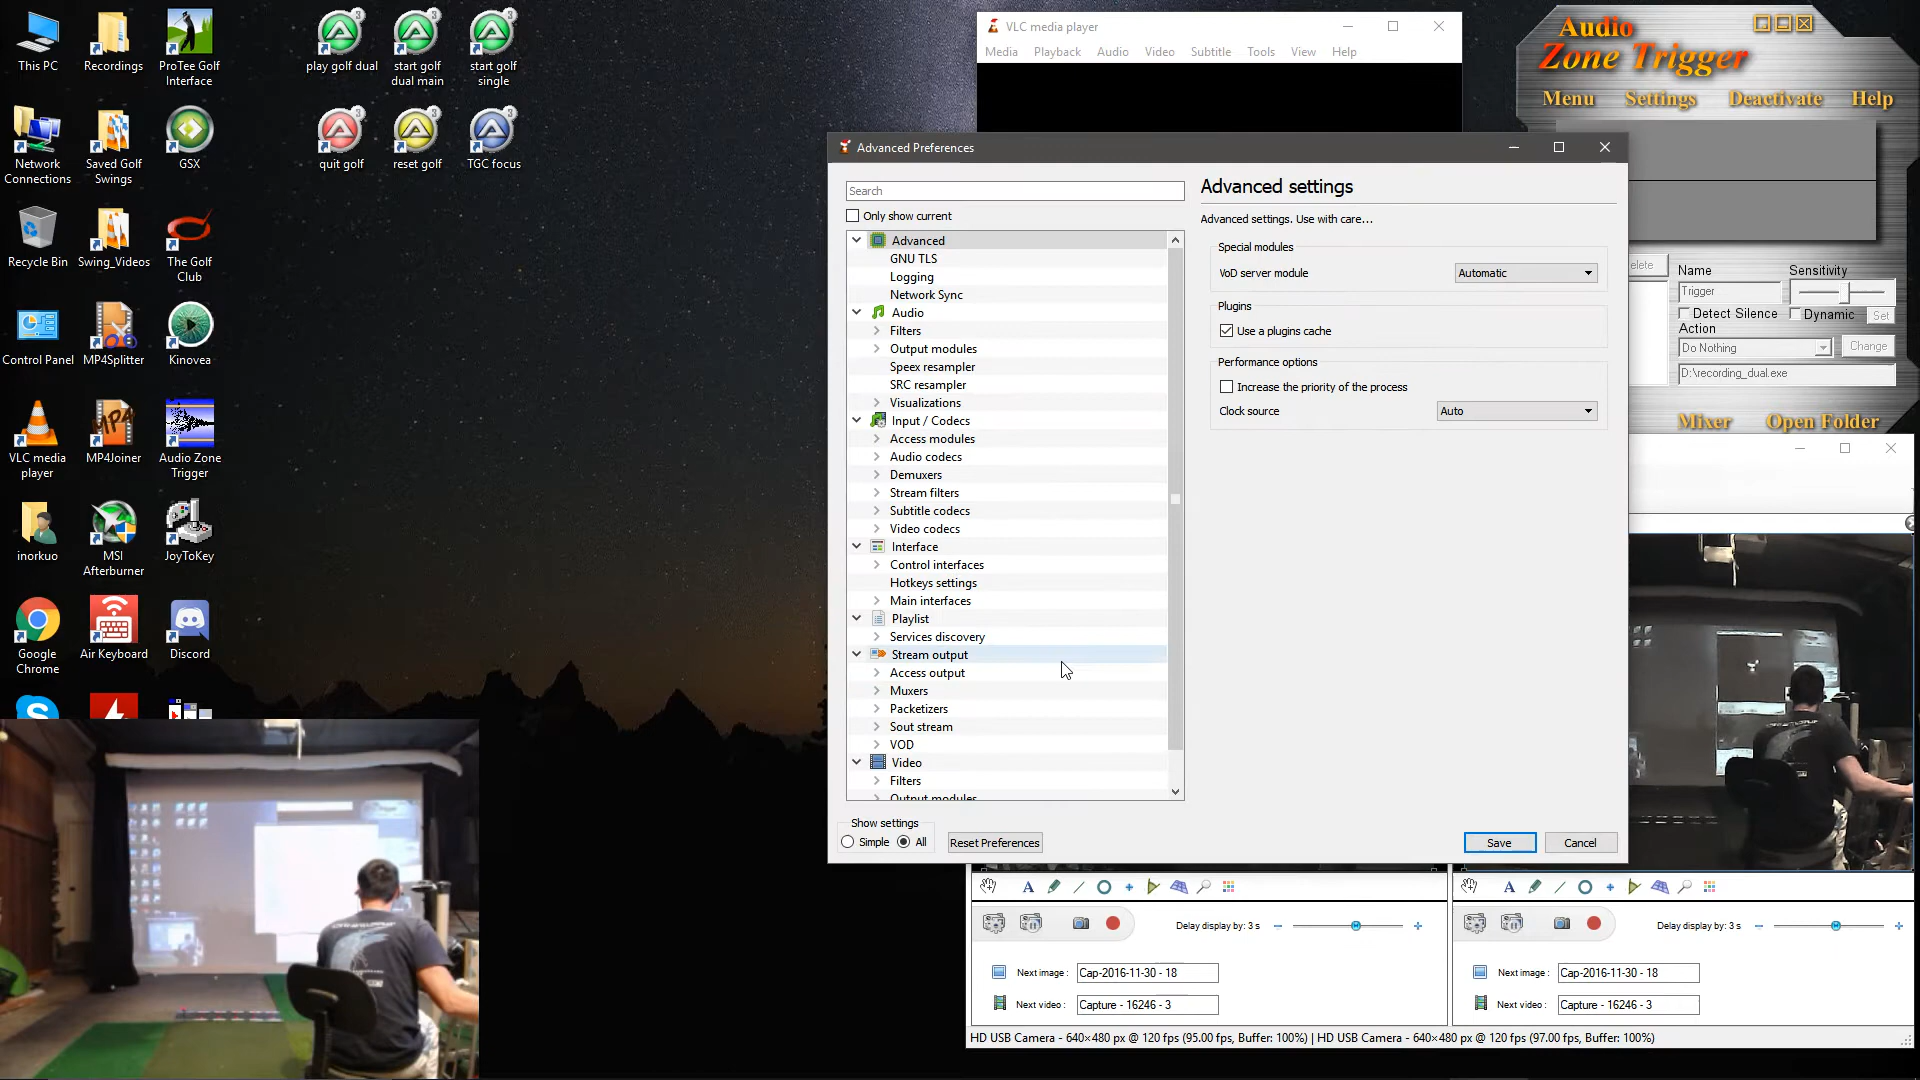 This PC
Recordings
ProTee Golf
Interface
play golf dual
start golf
dual main
start golf
single
3
3
3
Network
Connections
Saved Golf
Swings
GSX
quit golf
reset golf
TGC focus
3
3
3
Recycle Bin
Swing_Videos
The Golf
Club
Control Panel
MP4Splitter
Kinovea
VLC media
player
MP4Joiner
Audio Zone
Trigger
inorkuo
MSI
Afterburner
JoyToKey
Google
Chrome
Air Keyboard
Discord
VLC media player
Media Playback Audio Video Subtitle Tools View Help
Advanced Preferences
Search
Only show current
Advanced
GNU TLS
Logging
Network Sync
Audio
Filters
Output modules
Speex resampler
SRC resampler
Visualizations
Input / Codecs
Access modules
Audio codecs
Demuxers
Stream filters
Subtitle codecs
Video codecs
Interface
Control interfaces
Hotkeys settings
Main interfaces
Playlist
Services discovery
Stream output
Access output
Muxers
Packetizers
Sout stream
VOD
Video
Filters
Output modules
Show settings
Simple All
Reset Preferences
Advanced settings
Advanced settings. Use with care...
Special modules
VoD server module Automatic
Plugins
Use a plugins cache
Performance options
Increase the priority of the process
Clock source Auto
Save Cancel
Audio
Zone Trigger
Menu Settings Deactivate Help
Name Sensitivity
Trigger
Detect Silence Dynamic Set
Action
Do Nothing Change
D:\recording_dual.exe
Mixer Open Folder
Delay display by: 3 s
Next image : Cap-2016-11-30 - 18
Next video : Capture - 16246 - 3
Delay display by: 3 s
Next image : Cap-2016-11-30 - 18
Next video : Capture - 16246 - 3
HD USB Camera - 640×480 px @ 120 fps (95.00 fps, Buffer: 100%) | HD USB Camera - 640×480 px @ 120 fps (97.00 fps, Buffer: 100%)